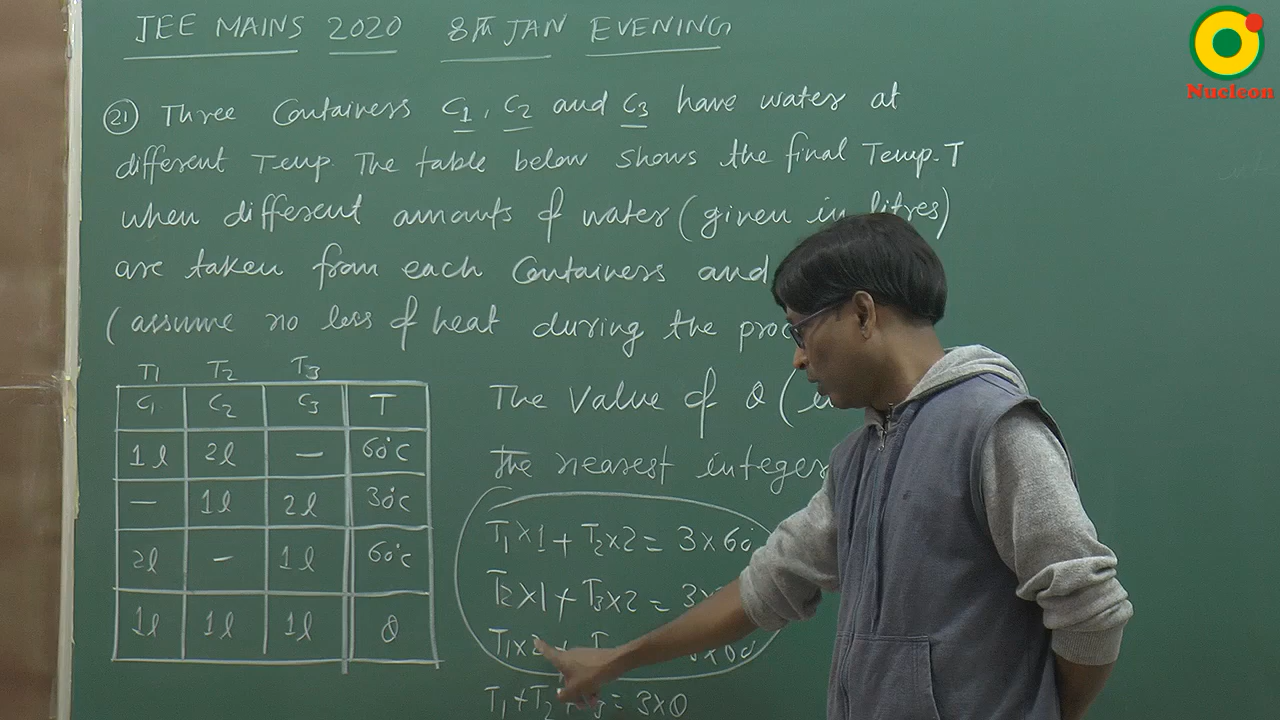 JEE MAINS 2020 8th JAN EVENING
Nucleon
(21) Three Containers C1, C2 and C3 have water at
different Temp. The table below shows the final Temp. T
when different amounts of water (given in litres)
are taken from each Containers and
(assume no loss of heat during the
T1 T2 T3
C1 C2 C3 T
1l 2l — 60°C
— 1l 2l 30°C
2l — 1l 60°C
1l 1l 1l θ
The Value of θ (
the nearest integer
T1×1 + T2×2 = 3×60
T2×1 + T3×2 = 3×
T1×2 +
T1+T2 = 3×θ